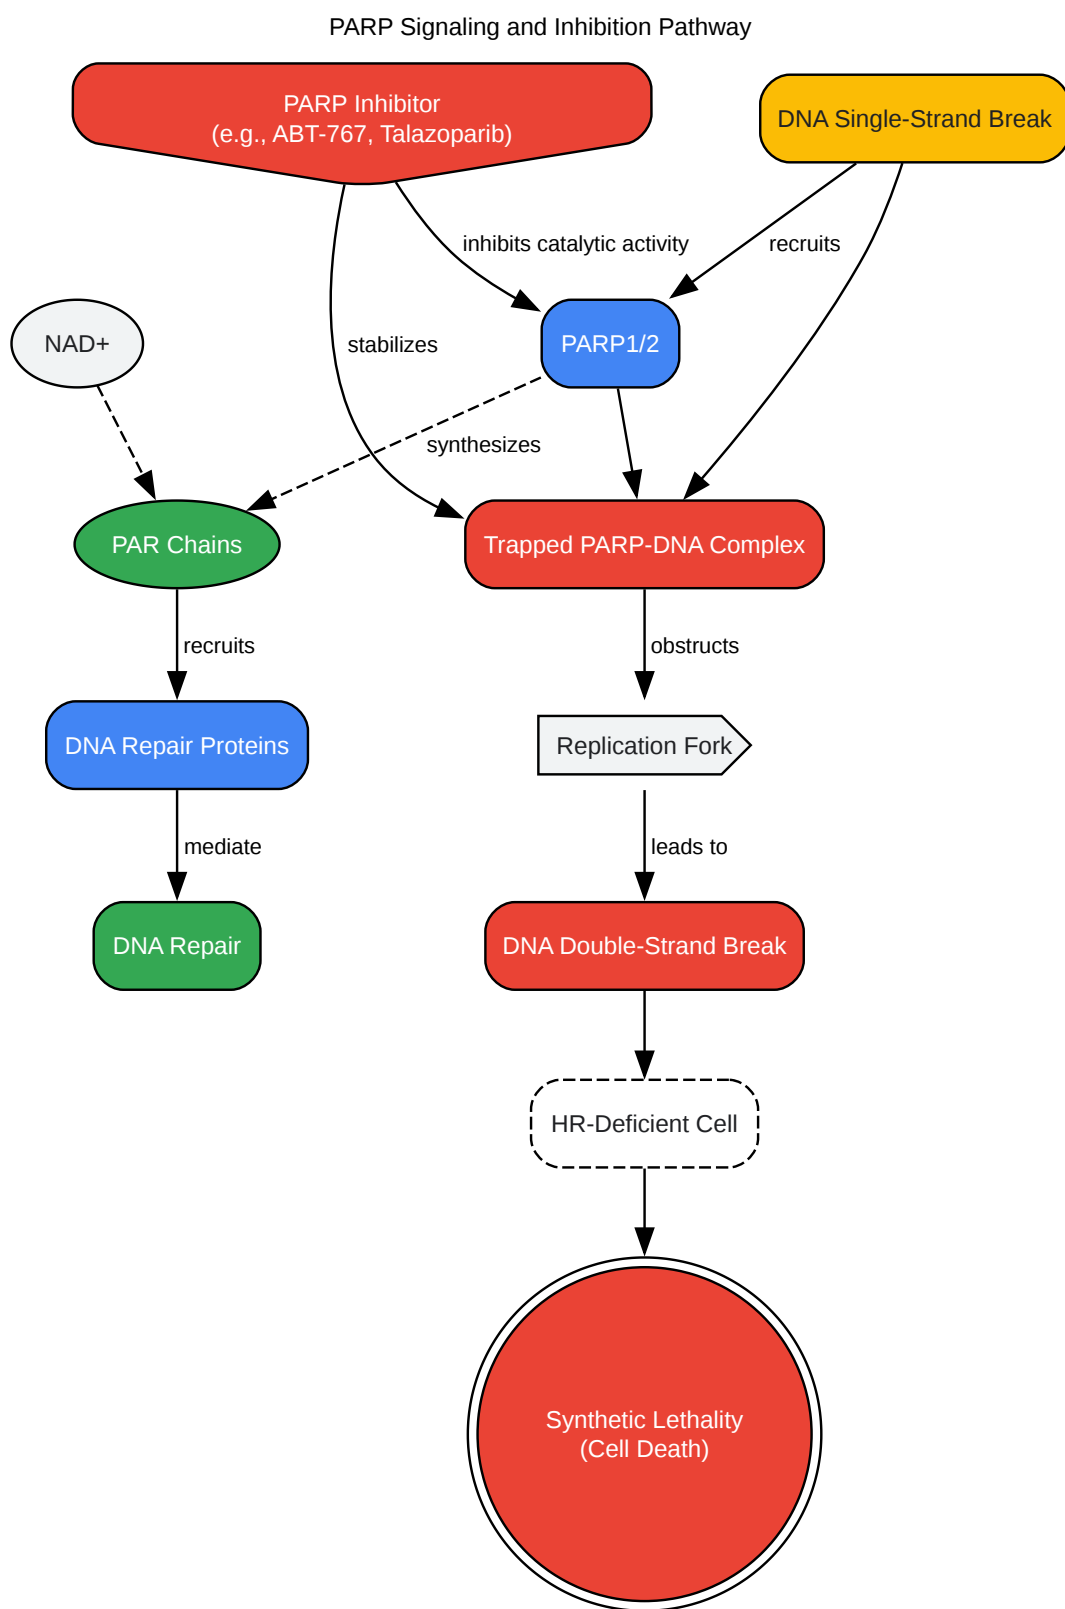 PARP Signaling and Inhibition Pathway
PARP Inhibitor
(e.g., ABT-767, Talazoparib)
DNA Single-Strand Break
inhibits catalytic activity
recruits
NAD+
stabilizes
PARP1/2
synthesizes
PAR Chains
Trapped PARP-DNA Complex
recruits
obstructs
DNA Repair Proteins
Replication Fork
mediate
leads to
DNA Repair
DNA Double-Strand Break
HR-Deficient Cell
Synthetic Lethality
(Cell Death)